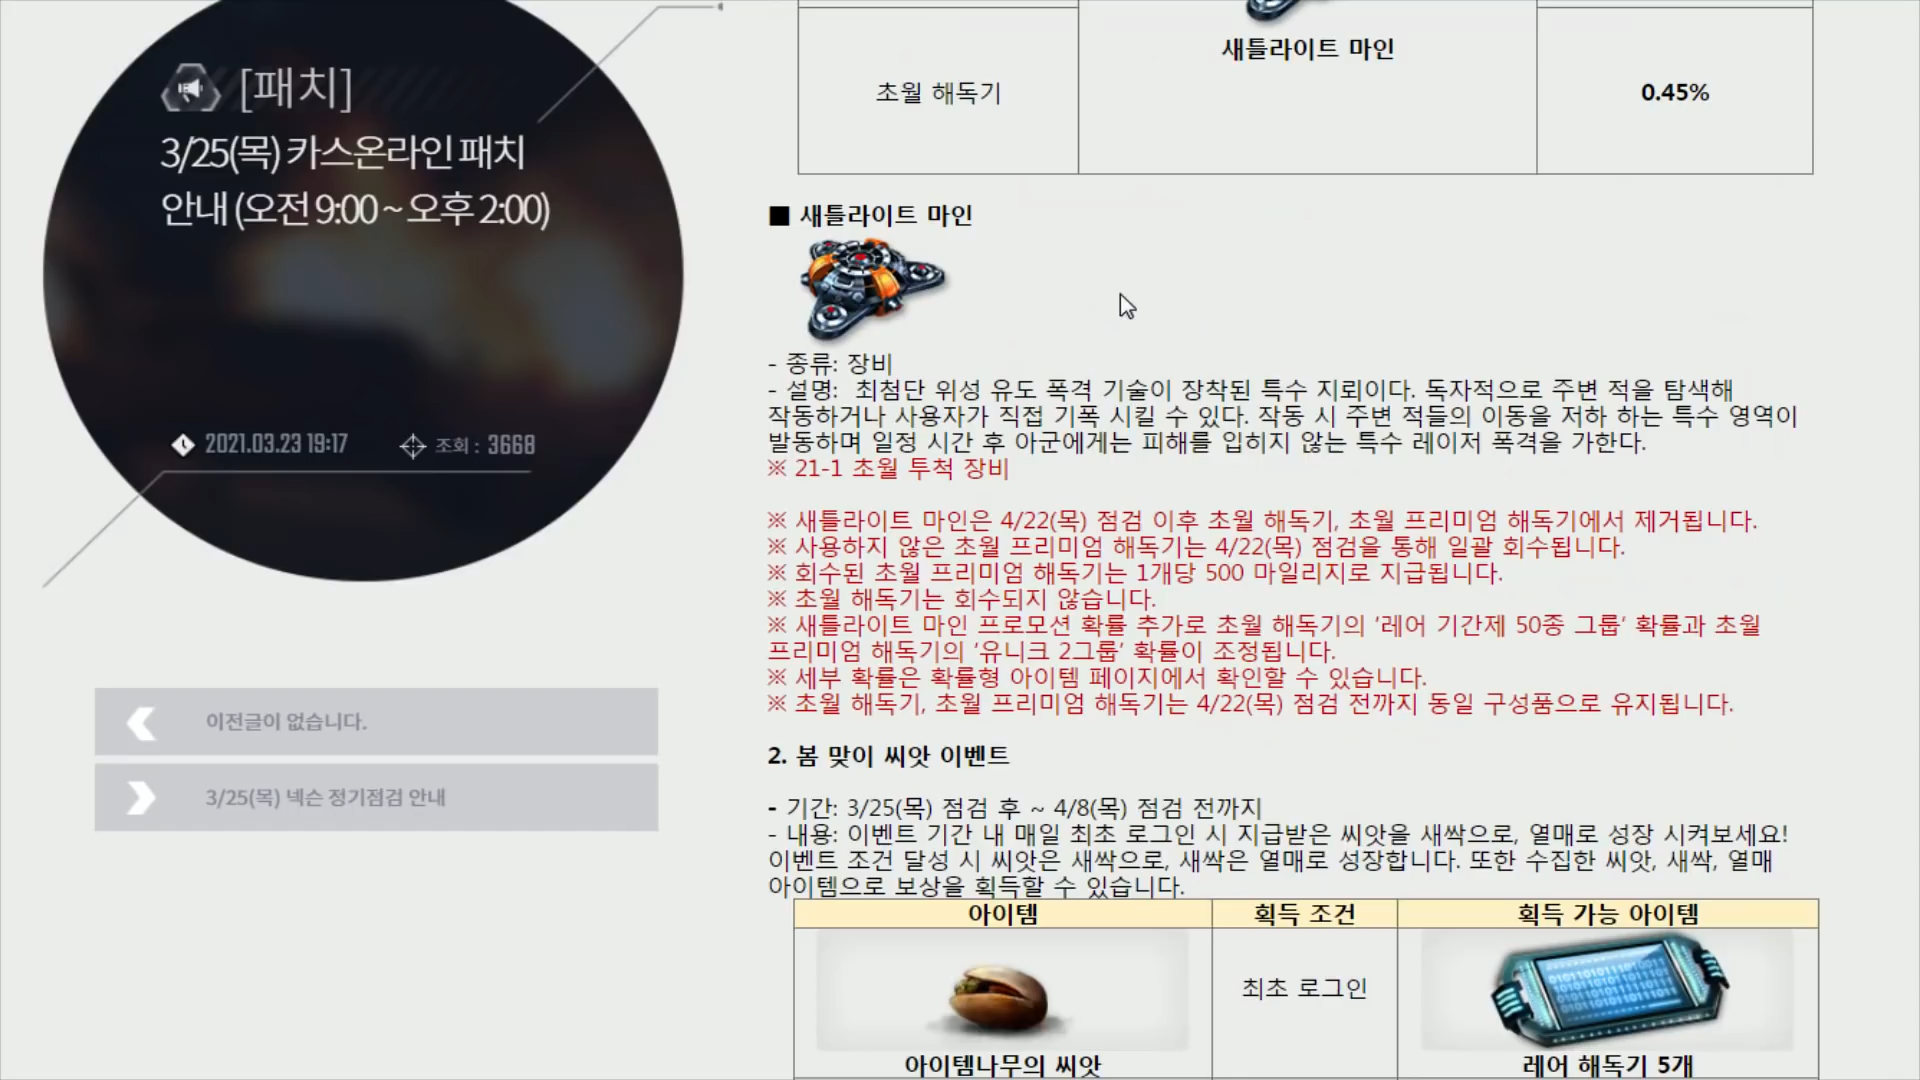 [패치]
3/25(목) 카스온라인 패치
안내 (오전 9:00 ~ 오후 2:00)
2021.03.23 19:17
조회 : 3668
이전글이 없습니다.
3/25(목) 넥슨 정기점검 안내
초월 해독기
새틀라이트 마인
0.45%
■ 새틀라이트 마인
- 종류: 장비
- 설명: 최첨단 위성 유도 폭격 기술이 장착된 특수 지뢰이다. 독자적으로 주변 적을 탐색해
작동하거나 사용자가 직접 기폭 시킬 수 있다. 작동 시 주변 적들의 이동을 저하 하는 특수 영역이
발동하며 일정 시간 후 아군에게는 피해를 입히지 않는 특수 레이저 폭격을 가한다.
※ 21-1 초월 투척 장비
※ 새틀라이트 마인은 4/22(목) 점검 이후 초월 해독기, 초월 프리미엄 해독기에서 제거됩니다.
※ 사용하지 않은 초월 프리미엄 해독기는 4/22(목) 점검을 통해 일괄 회수됩니다.
※ 회수된 초월 프리미엄 해독기는 1개당 500 마일리지로 지급됩니다.
※ 초월 해독기는 회수되지 않습니다.
※ 새틀라이트 마인 프로모션 확률 추가로 초월 해독기의 '레어 기간제 50종 그룹' 확률과 초월
프리미엄 해독기의 '유니크 2그룹' 확률이 조정됩니다.
※ 세부 확률은 확률형 아이템 페이지에서 확인할 수 있습니다.
※ 초월 해독기, 초월 프리미엄 해독기는 4/22(목) 점검 전까지 동일 구성품으로 유지됩니다.
2. 봄 맞이 씨앗 이벤트
- 기간: 3/25(목) 점검 후 ~ 4/8(목) 점검 전까지
- 내용: 이벤트 기간 내 매일 최초 로그인 시 지급받은 씨앗을 새싹으로, 열매로 성장 시켜보세요!
이벤트 조건 달성 시 씨앗은 새싹으로, 새싹은 열매로 성장합니다. 또한 수집한 씨앗, 새싹, 열매
아이템으로 보상을 획득할 수 있습니다.
아이템
획득 조건
획득 가능 아이템
아이템나무의 씨앗
최초 로그인
레어 해독기 5개